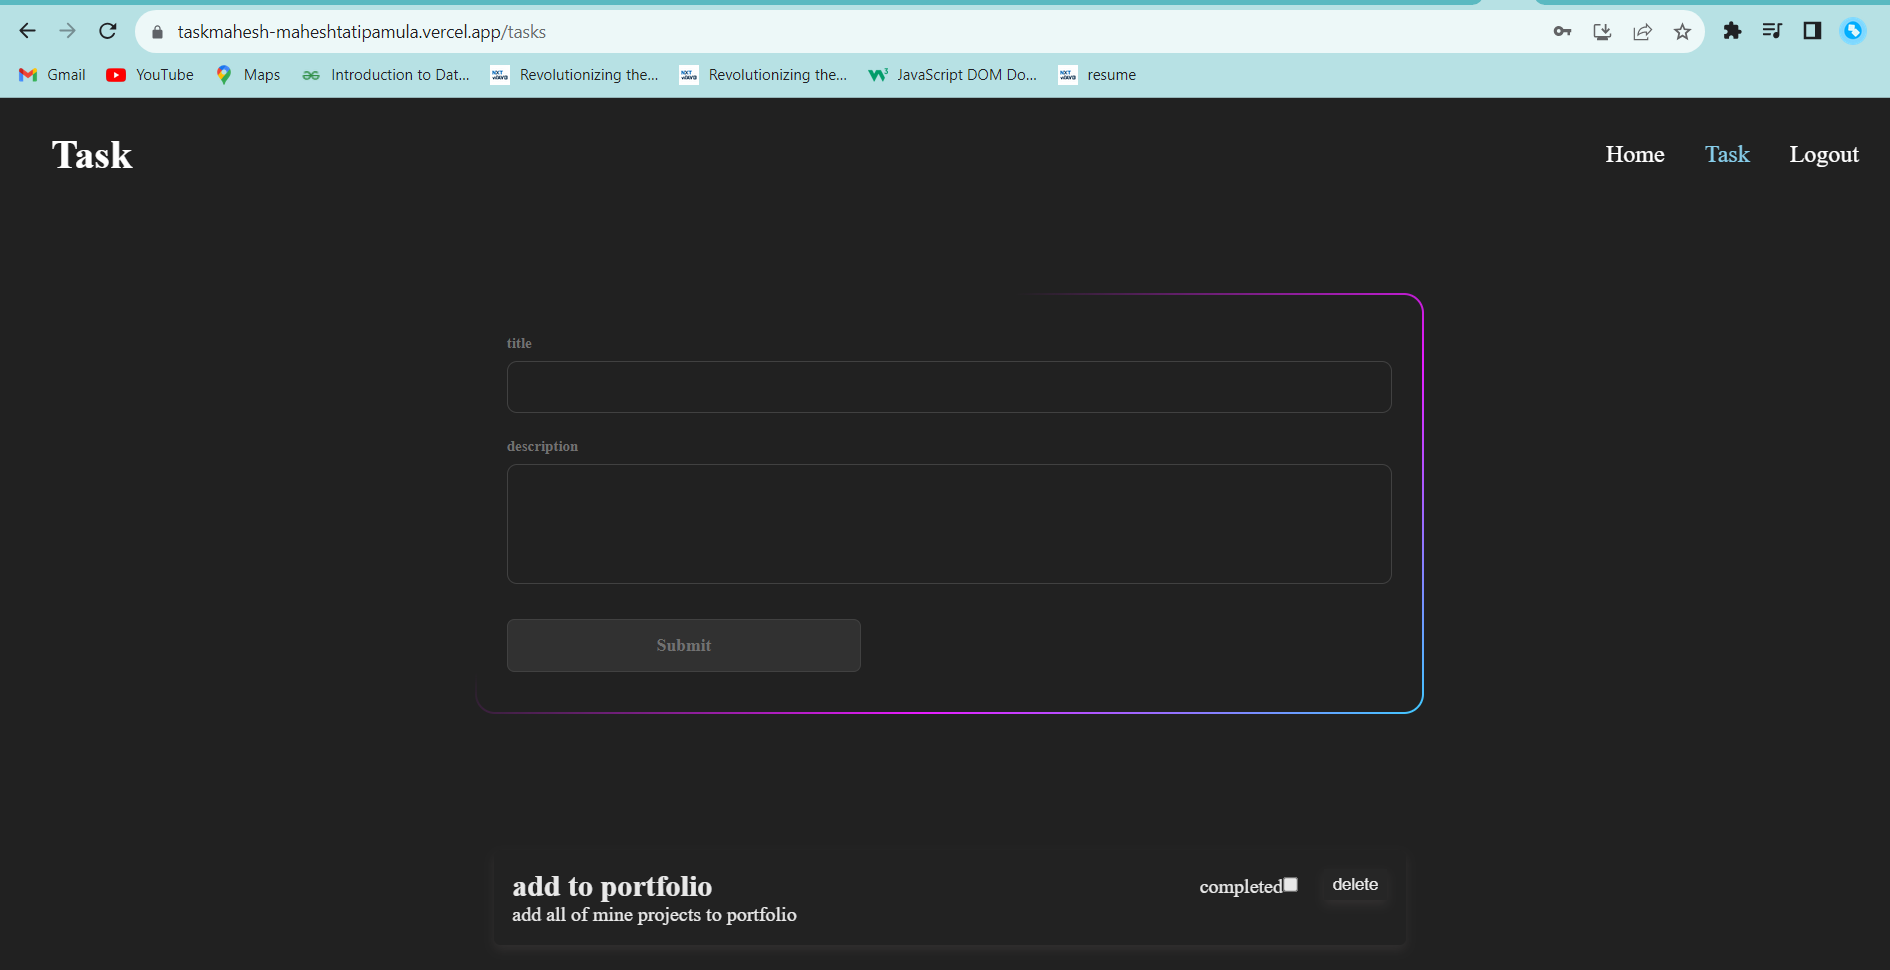 taskmahesh-maheshtatipamula.vercel.app/tasks
Gmail YouTube Maps Introduction to Dat... Revolutionizing the... Revolutionizing the... JavaScript DOM Do... resume
Task Home Task Logout
title
description
Submit
add to portfolio completed delete
add all of mine projects to portfolio